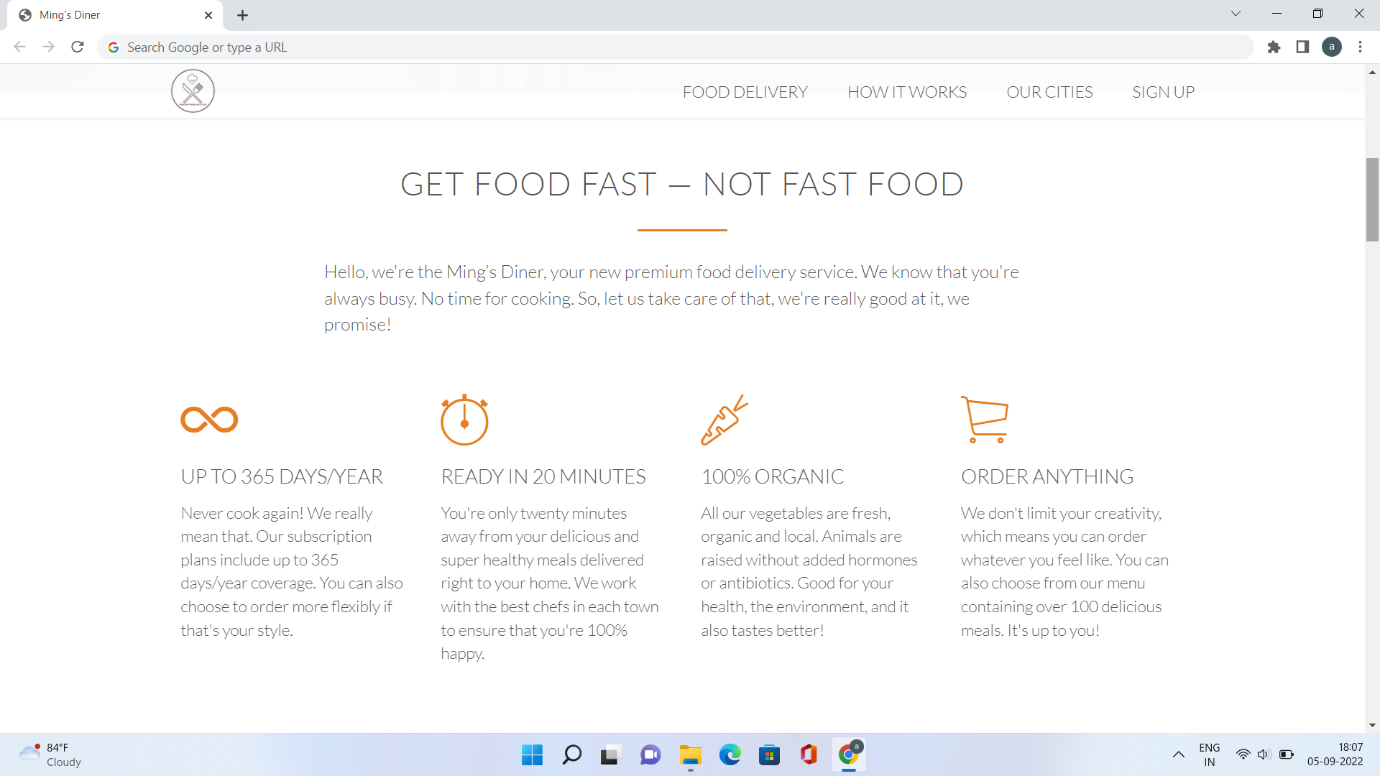 Ming's Diner
Search Google or type a URL
a
FOOD DELIVERY HOW IT WORKS OUR CITIES SIGN UP
GET FOOD FAST — NOT FAST FOOD
Hello, we're the Ming's Diner, your new premium food delivery service. We know that you're
always busy. No time for cooking. So, let us take care of that, we're really good at it, we
promise!
UP TO 365 DAYS/YEAR
Never cook again! We really
mean that. Our subscription
plans include up to 365
days/year coverage. You can also
choose to order more flexibly if
that's your style.
READY IN 20 MINUTES
You're only twenty minutes
away from your delicious and
super healthy meals delivered
right to your home. We work
with the best chefs in each town
to ensure that you're 100%
happy.
100% ORGANIC
All our vegetables are fresh,
organic and local. Animals are
raised without added hormones
or antibiotics. Good for your
health, the environment, and it
also tastes better!
ORDER ANYTHING
We don't limit your creativity,
which means you can order
whatever you feel like. You can
also choose from our menu
containing over 100 delicious
meals. It's up to you!
84°F
Cloudy
a
ENG
IN
18:07
05-09-2022